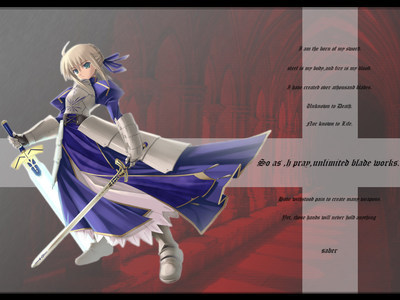 I am the born of my sword.
steel is my body,and fire is my blood.
I have created over athousand blades.
Unknown to Death.
Nor known to Life.
So as ,h pray,unlimited blade works.
Have withstood pain to create many weapons.
Yet, those hands will never hold anything
saber